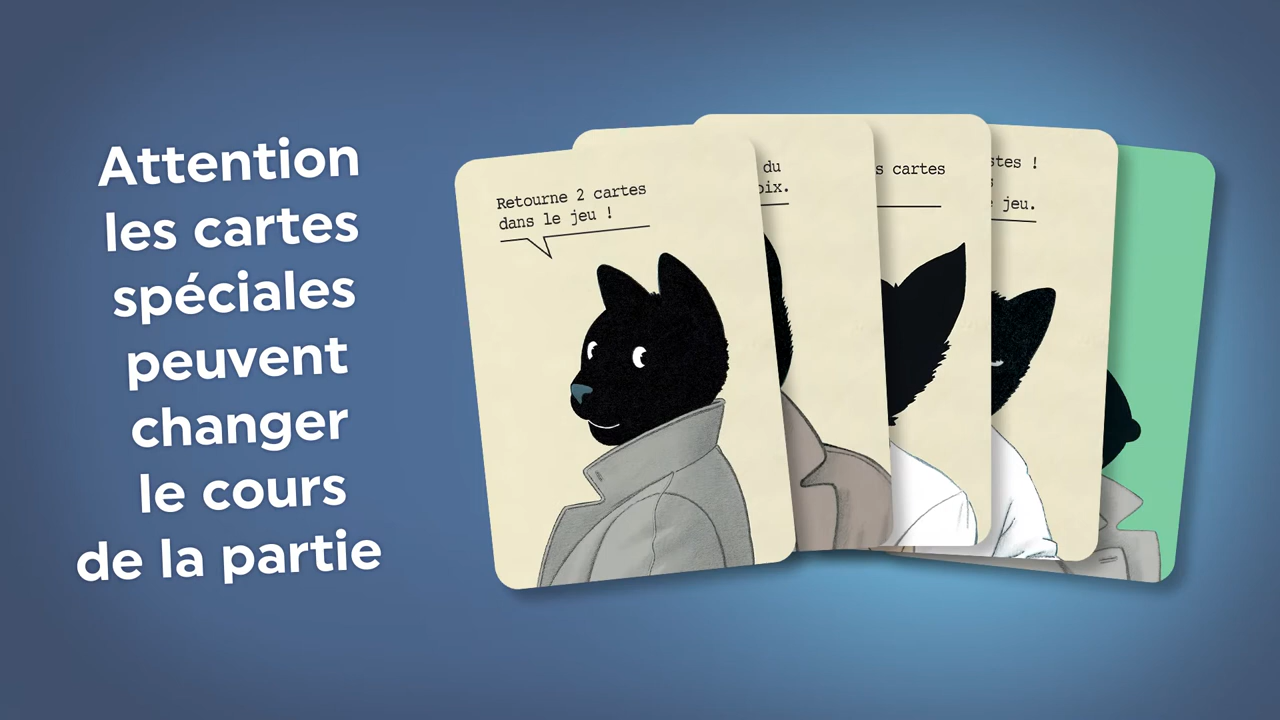 Attention
les cartes
spéciales
peuvent
changer
le cours
de la partie
Retourne 2 cartes
dans le jeu !
du
cartes
jeu.